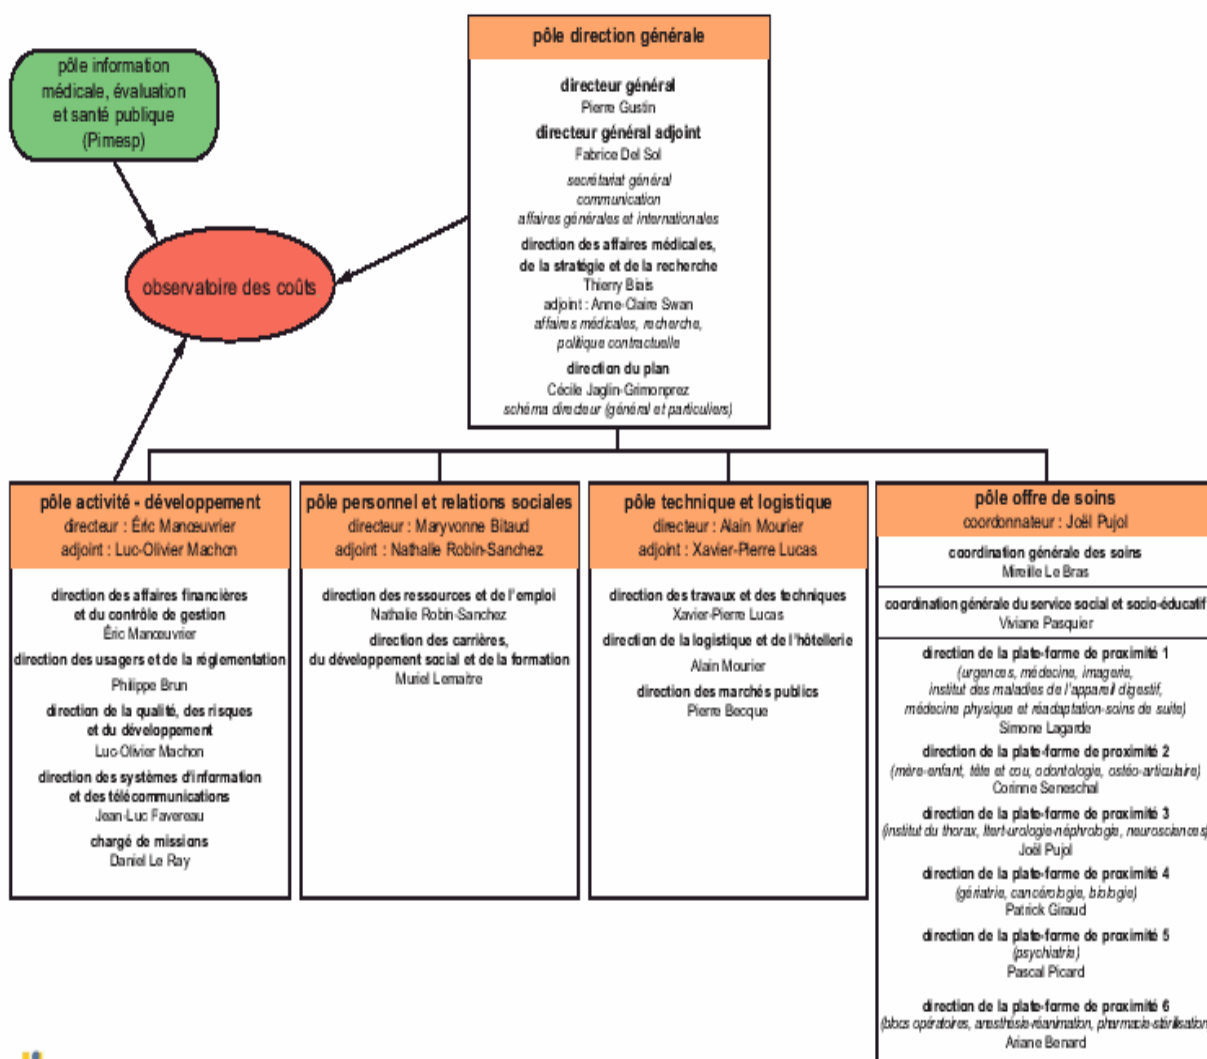 pôle information
médicale, évaluation
et santé publique
(Pimesp)
observatoire des coûts
pôle direction générale
directeur général
Pierre Gustin
directeur général adjoint
Fabrice Del Sol
secrétariat général
communication
affaires générales et internationales
direction des affaires médicales,
de la stratégie et de la recherche
Thierry Biais
adjoint : Anne-Claire Swan
affaires médicales, recherche,
politique contractuelle
direction du plan
Cécile Jaglin-Grimonprez
schéma directeur (général et particuliers)
pôle activité - développement
directeur : Éric Manœuvrier
adjoint : Luc-Olivier Machon
direction des affaires financières
et du contrôle de gestion
Éric Manœuvrier
direction des usagers et de la réglementation
Philippe Brun
direction de la qualité, des risques
et du développement
Luc-Olivier Machon
direction des systèmes d'information
et des télécommunications
Jean-Luc Favereau
chargé de missions
Daniel Le Ray
pôle personnel et relations sociales
directeur : Maryvonne Bitaud
adjoint : Nathalie Robin-Sanchez
direction des ressources et de l'emploi
Nathalie Robin-Sanchez
direction des carrières,
du développement social et de la formation
Muriel Lemaitre
pôle technique et logistique
directeur : Alain Mourier
adjoint : Xavier-Pierre Lucas
direction des travaux et des techniques
Xavier-Pierre Lucas
direction de la logistique et de l'hôtellerie
Alain Mourier
direction des marchés publics
Pierre Becque
pôle offre de soins
coordonnateur : Joël Pujol
coordination générale des soins
Mireille Le Bras
coordination générale du service social et socio-éducatif
Viviane Pasquier
direction de la plate-forme de proximité 1
(urgences, médecine, imagerie,
institut des maladies de l'appareil digestif,
médecine physique et réadaptation-soins de suite)
Simone Lagarde
direction de la plate-forme de proximité 2
(mère-enfant, tête et cou, odontologie, ostéo-articulaire)
Corinne Seneschal
direction de la plate-forme de proximité 3
(institut du thorax, Itert-urologie-néphrologie, neurosciences)
Joël Pujol
direction de la plate-forme de proximité 4
(gériatrie, cancérologie, biologie)
Patrick Giraud
direction de la plate-forme de proximité 5
(psychiatrie)
Pascal Picard
direction de la plate-forme de proximité 6
(blocs opératoires, anesthésie-réanimation, pharmacie-stérilisation
Ariane Benard